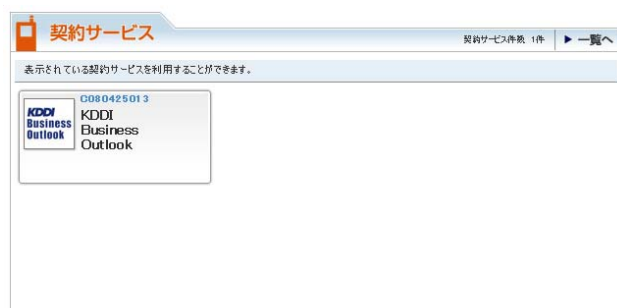 契約サービス
契約サービス件数 1件
▶ 一覧へ
表示されている契約サービスを利用することができます。
KDDI
Business
Outlook
C080425013
KDDI
Business
Outlook